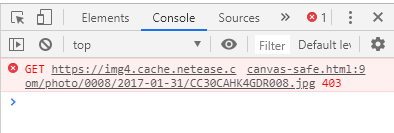 Elements Console Sources » 1
top Filter Default leve
GET https://img4.cache.netease.c canvas-safe.html:9
om/photo/0008/2017-01-31/CC30CAHK4GDR008.jpg 403